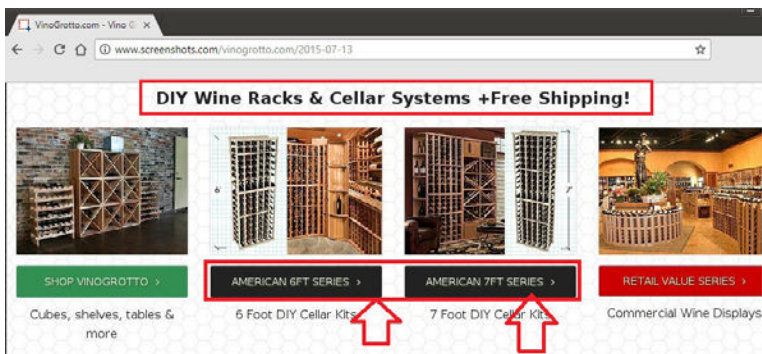 VinoGrotto.com - Vino G
www.screenshots.com/vinogrotto.com/2015-07-13
DIY Wine Racks & Cellar Systems +Free Shipping!
6'
7'
SHOP VINOGROTTO >
AMERICAN 6FT SERIES >
AMERICAN 7FT SERIES >
RETAIL VALUE SERIES >
Cubes, shelves, tables &
more
6 Foot DIY Cellar Kits
7 Foot DIY Cellar Kits
Commercial Wine Displays